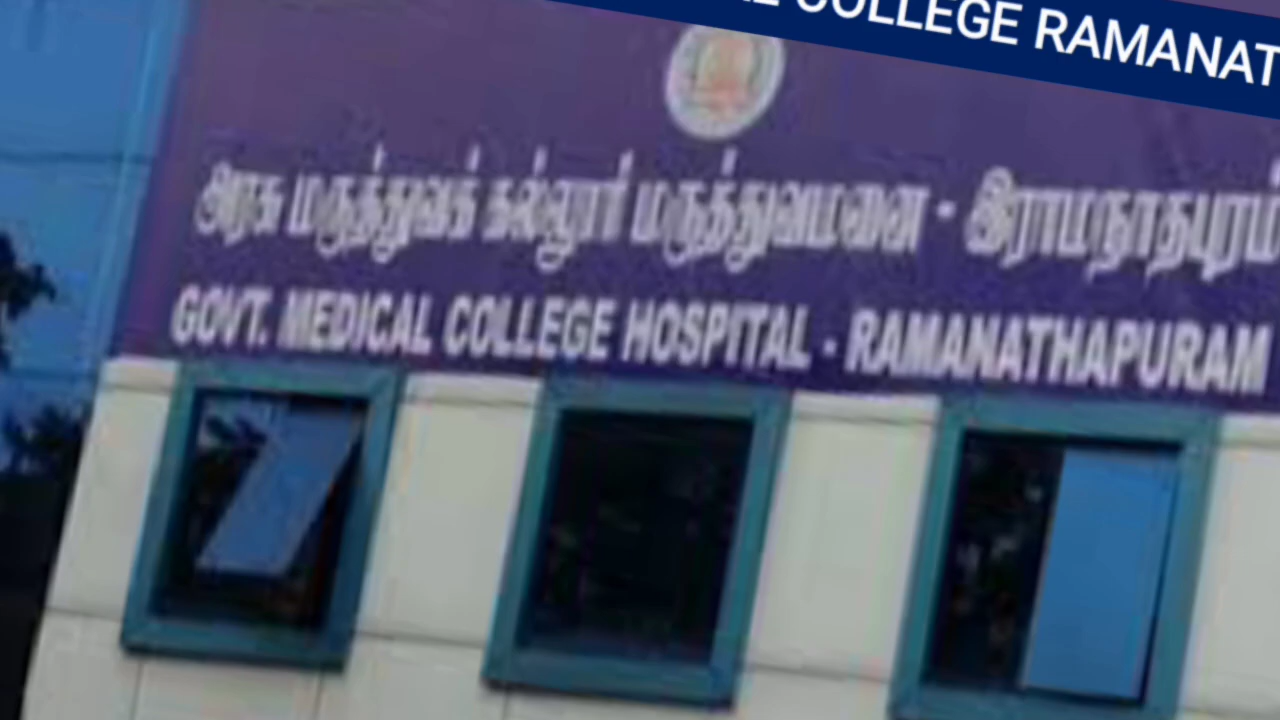 COLLEGE RAMANAT
அரசு மருத்துவக் கல்லூரி மருத்துவமனை - இராமநாதபுரம்
GOVT. MEDICAL COLLEGE HOSPITAL - RAMANATHAPURAM